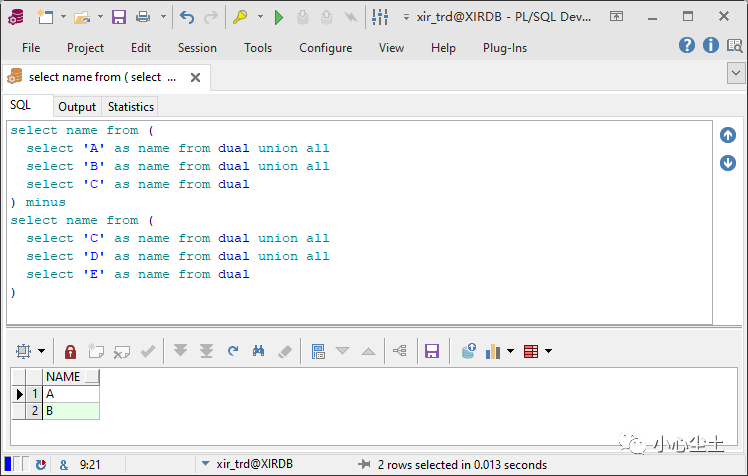 xir_trd@XIRDB - PL/SQL Dev...
File Project Edit Session Tools Configure View Help Plug-Ins
select name from ( select ...
SQL Output Statistics
select name from (
  select 'A' as name from dual union all
  select 'B' as name from dual union all
  select 'C' as name from dual
) minus
select name from (
  select 'C' as name from dual union all
  select 'D' as name from dual union all
  select 'E' as name from dual
)
NAME
1 A
2 B
小心尘土
& 9:21 xir_trd@XIRDB 2 rows selected in 0.013 seconds